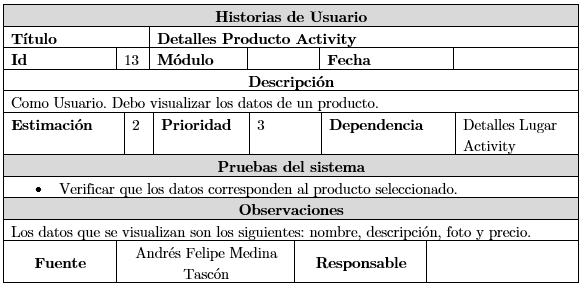 Historias de Usuario
Título Detalles Producto Activity
Id 13 Módulo Fecha
Descripción
Como Usuario. Debo visualizar los datos de un producto.
Estimación 2 Prioridad 3 Dependencia Detalles Lugar
Activity
Pruebas del sistema
• Verificar que los datos corresponden al producto seleccionado.
Observaciones
Los datos que se visualizan son los siguientes: nombre, descripción, foto y precio.
Fuente Andrés Felipe Medina Responsable
Tascón